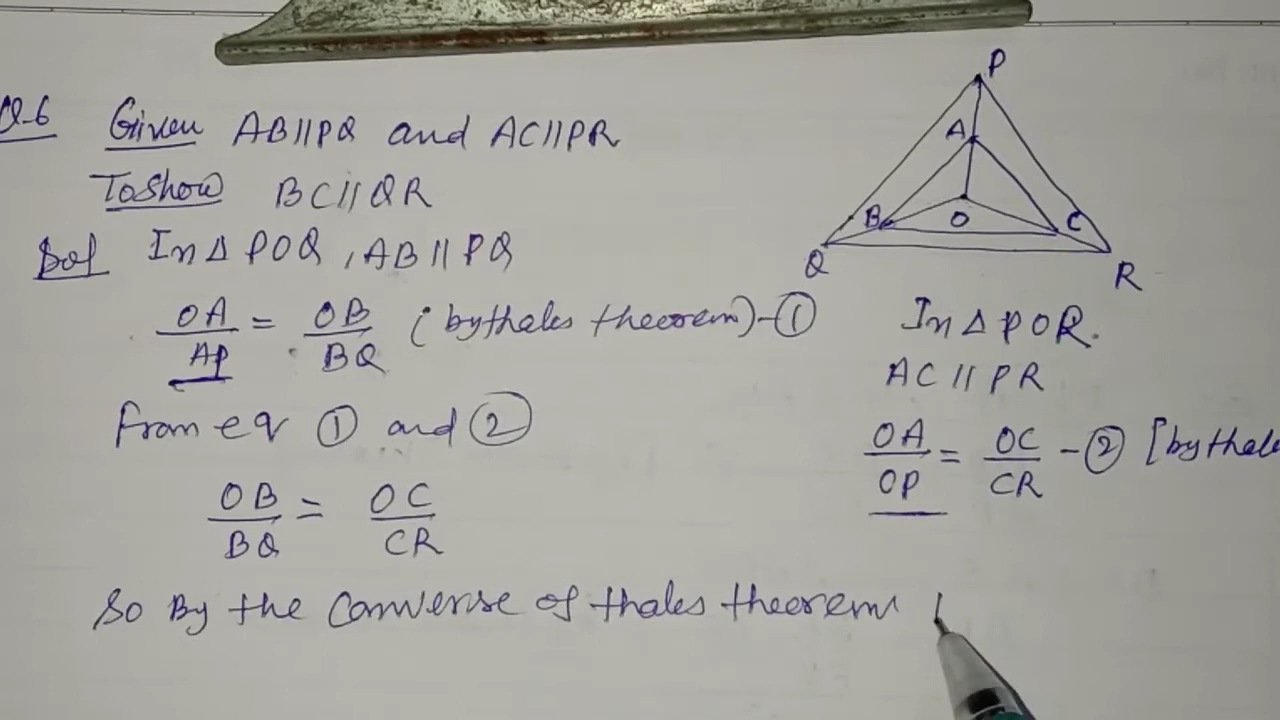 Q-6 Given AB||PQ and AC||PR
To Show BC||QR
Sol In Δ POQ, AB||PQ
OA/AP = OB/BQ (by thales theorem) - ①
From eq ① and ②
OB/BQ = OC/CR
So By the Converse of thales theorem
P
A
B
O
C
Q
R
In Δ POR.
AC||PR
OA/OP = OC/CR - ② [by thale